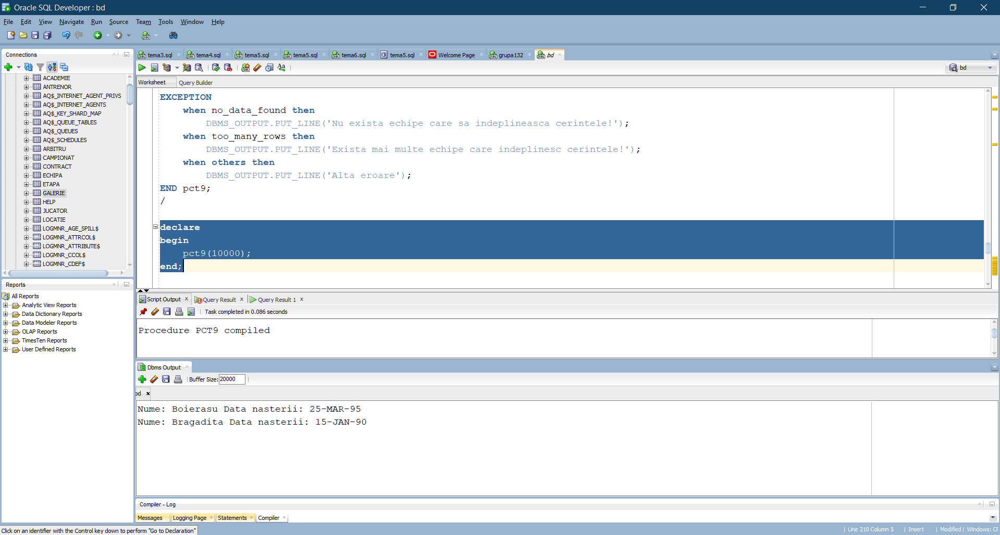 Oracle SQL Developer : bd
File Edit View Navigate Run Source Team Tools Window Help
Connections
ACADEMIE
ANTRENOR
AQ$_INTERNET_AGENT_PRIVS
AQ$_INTERNET_AGENTS
AQ$_KEY_SHARD_MAP
AQ$_QUEUE_TABLES
AQ$_QUEUES
AQ$_SCHEDULES
ARBITRU
CAMPIONAT
CONTRACT
ECHIPA
ETAPA
GALERIE
HELP
JUCATOR
LOCATIE
LOGMNR_AGE_SPILL$
LOGMNR_ATTRCOL$
LOGMNR_ATTRIBUTE$
LOGMNR_CCOL$
LOGMNR_CDEF$
Reports
All Reports
Analytic View Reports
Data Dictionary Reports
Data Modeler Reports
OLAP Reports
TimesTen Reports
User Defined Reports
tema3.sql tema4.sql tema5.sql tema5.sql tema6.sql tema5.sql Welcome Page grupa132 bd
bd
Worksheet Query Builder
EXCEPTION
when no_data_found then
DBMS_OUTPUT.PUT_LINE('Nu exista echipe care sa indeplineasca cerintele!');
when too_many_rows then
DBMS_OUTPUT.PUT_LINE('Exista mai multe echipe care indeplinesc cerintele!');
when others then
DBMS_OUTPUT.PUT_LINE('Alta eroare');
END pct9;
/
declare
begin
pct9(10000);
end;
Script Output Query Result Query Result 1
Task completed in 0.086 seconds
Procedure PCT9 compiled
Dbms Output
Buffer Size: 20000
bd
Nume: Boierasu Data nasterii: 25-MAR-95
Nume: Bragadita Data nasterii: 15-JAN-90
Compiler - Log
Messages Logging Page Statements Compiler
Click on an identifier with the Control key down to perform "Go to Declaration"
Line 210 Column 5 | Insert | Modified | Windows: CF